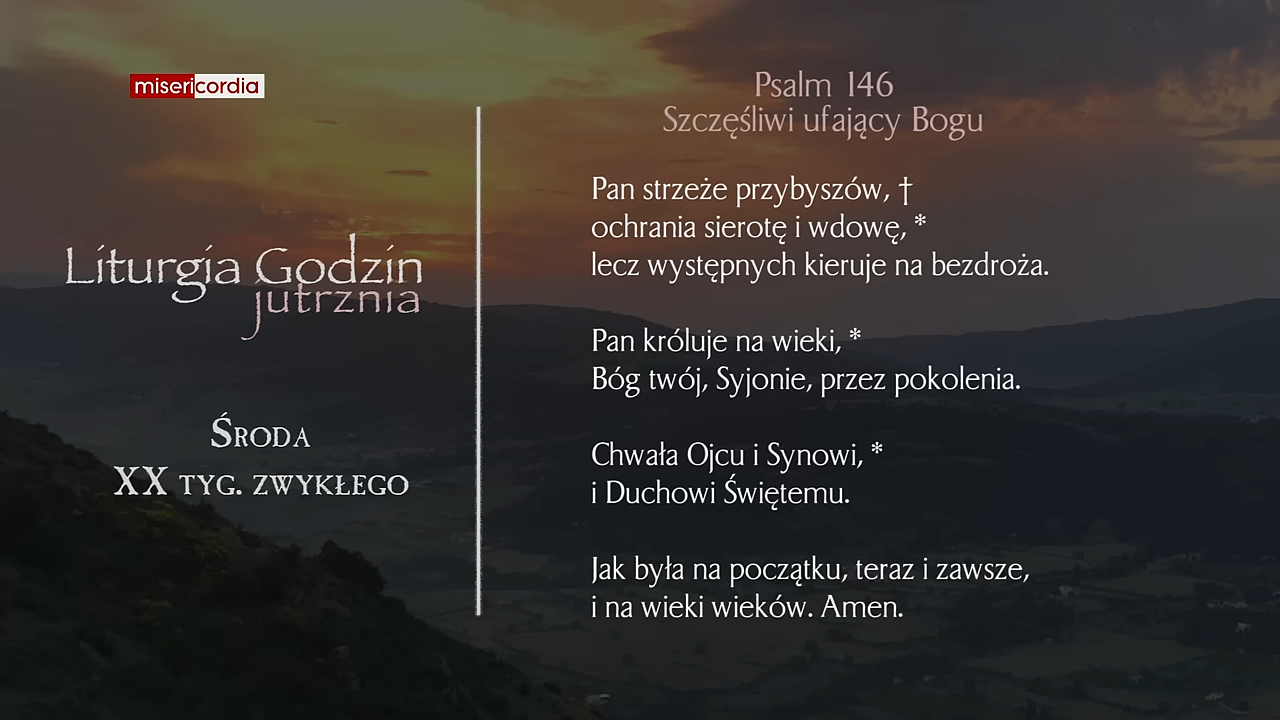 misericordia
Liturgia Godzin
jutrznia
Środa
XX tyg. zwykłego
Psalm 146
Szczęśliwi ufający Bogu
Pan strzeże przybyszów, †
ochrania sierotę i wdowę, *
lecz występnych kieruje na bezdroża.
Pan króluje na wieki, *
Bóg twój, Syjonie, przez pokolenia.
Chwała Ojcu i Synowi, *
i Duchowi Świętemu.
Jak była na początku, teraz i zawsze,
i na wieki wieków. Amen.